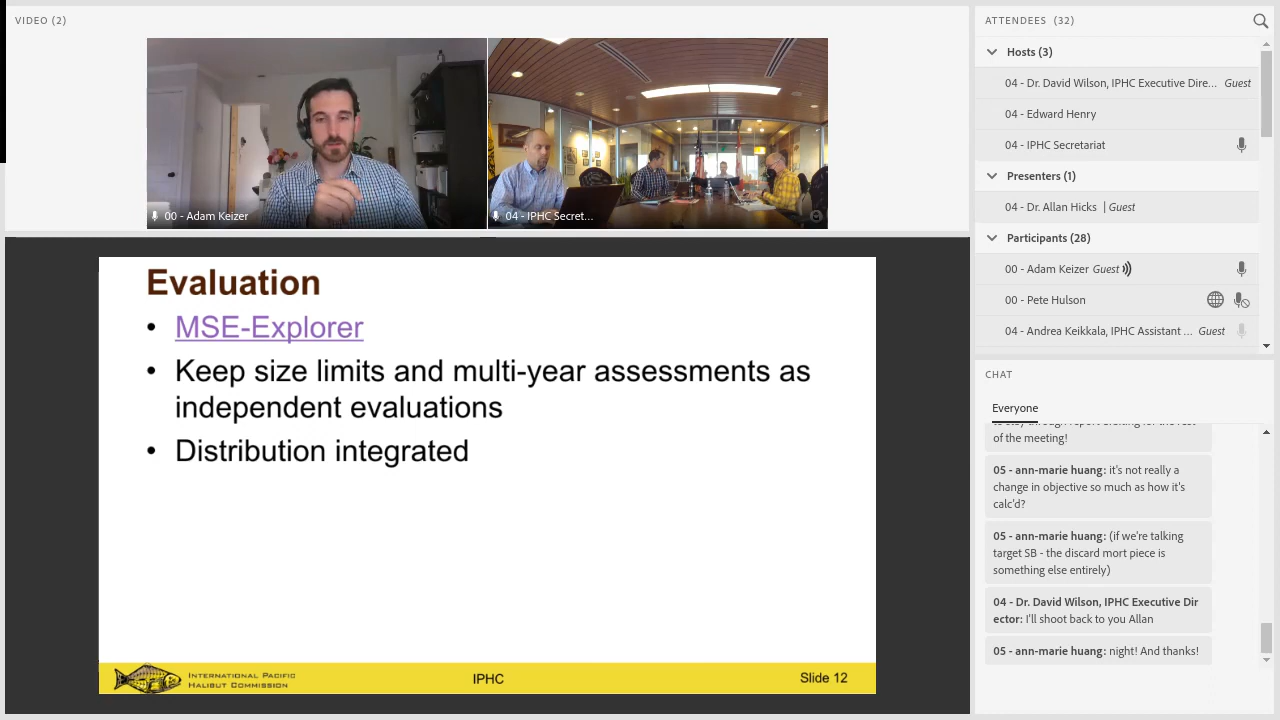 VIDEO (2)
00 - Adam Keizer
04 - IPHC Secret...
Evaluation
• MSE-Explorer
• Keep size limits and multi-year assessments as
independent evaluations
• Distribution integrated
INTERNATIONAL PACIFIC
HALIBUT COMMISSION
IPHC
Slide 12
ATTENDEES (32)
Hosts (3)
04 - Dr. David Wilson, IPHC Executive Dire... Guest
04 - Edward Henry
04 - IPHC Secretariat
Presenters (1)
04 - Dr. Allan Hicks | Guest
Participants (28)
00 - Adam Keizer Guest
00 - Pete Hulson
04 - Andrea Keikkala, IPHC Assistant ... Guest
CHAT
Everyone
of the meeting!
05 - ann-marie huang: it's not really a
change in objective so much as how it's
calc'd?
05 - ann-marie huang: (if we're talking
target SB - the discard mort piece is
something else entirely)
04 - Dr. David Wilson, IPHC Executive Dir
ector: I'll shoot back to you Allan
05 - ann-marie huang: night! And thanks!